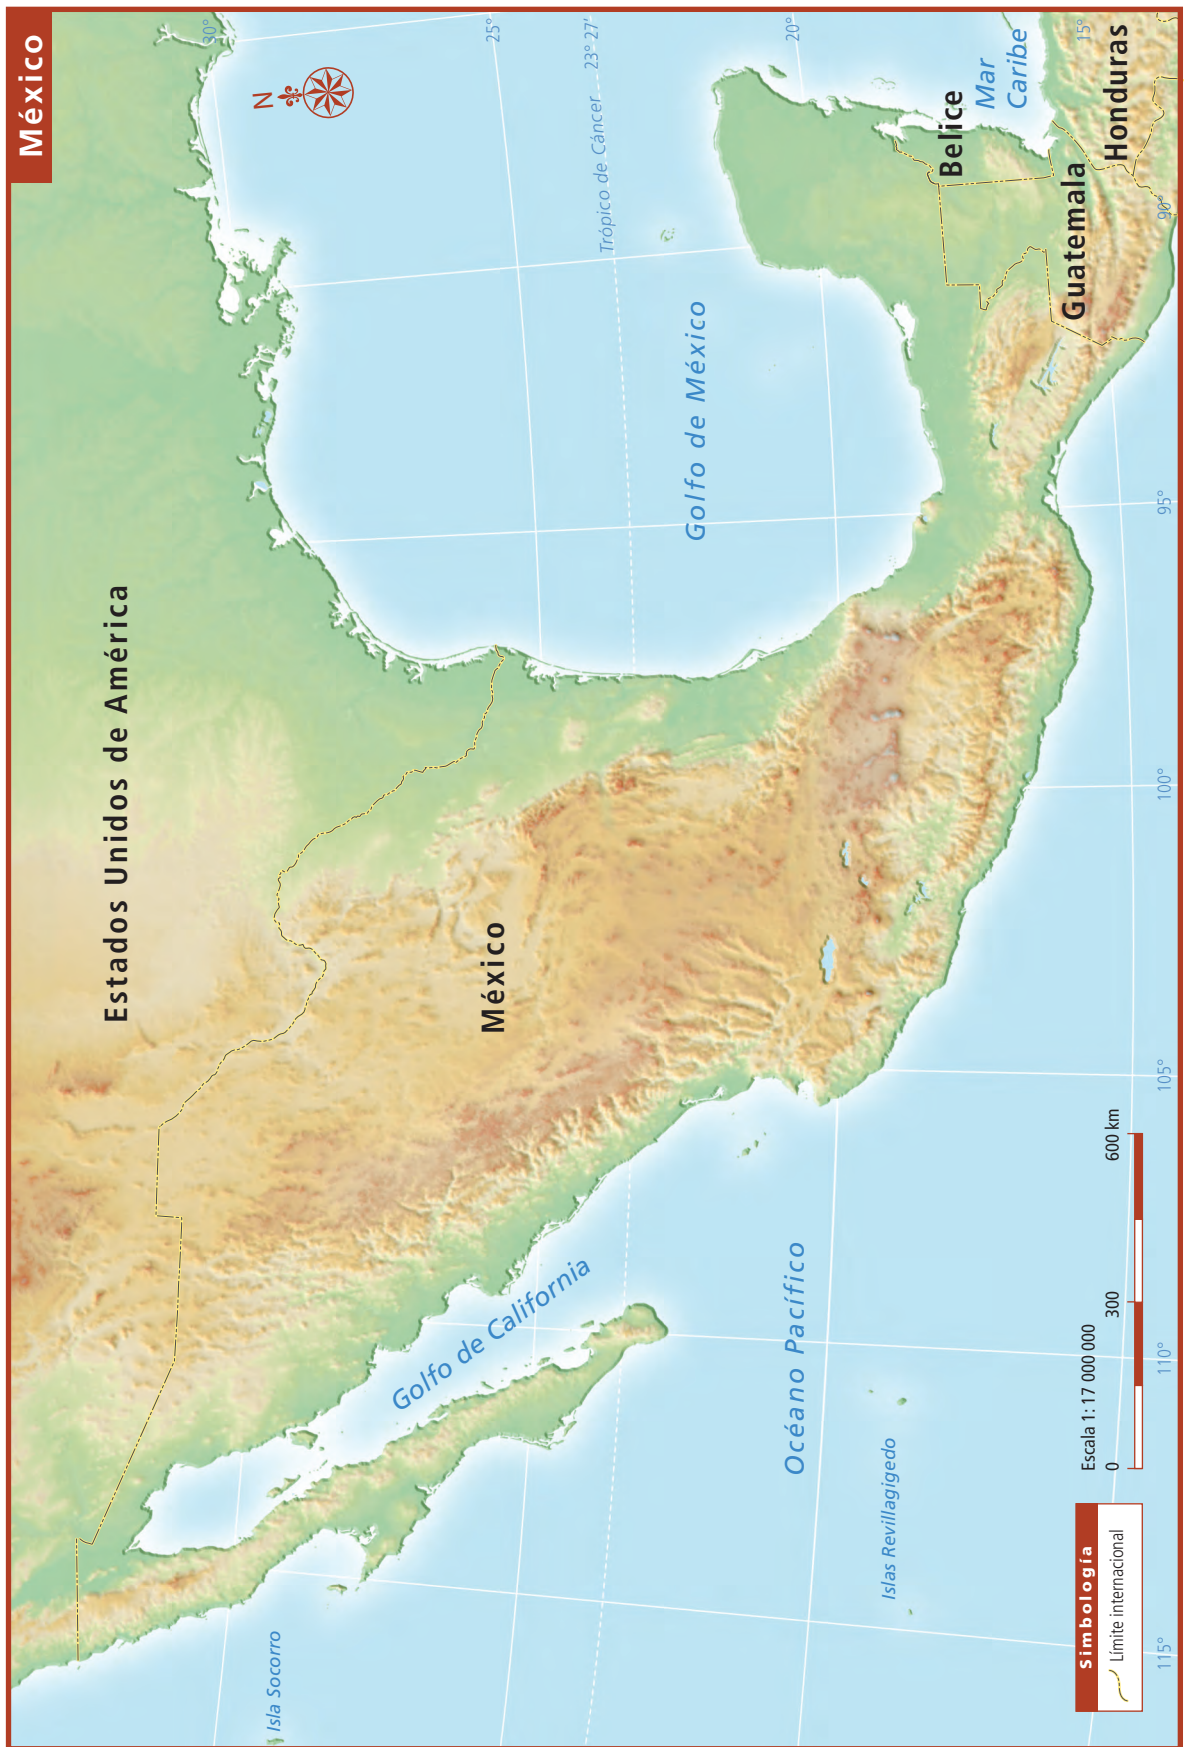 México
30°
25°
23° 27'
20°
15°
N
Trópico de Cáncer
Estados Unidos de América
México
Golfo de México
Mar
Caribe
Belice
Guatemala
Honduras
Golfo de California
Océano Pacífico
Isla Socorro
Islas Revillagigedo
115°
110°
105°
100°
95°
90°
Simbología
Límite internacional
Escala 1: 17 000 000
0 300 600 km